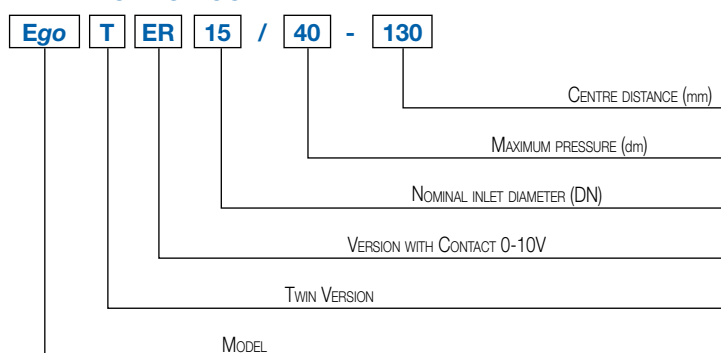 Ego T ER 15 / 40 - 130
CENTRE DISTANCE (mm)
MAXIMUM PRESSURE (dm)
NOMINAL INLET DIAMETER (DN)
VERSION WITH CONTACT 0-10V
TWIN VERSION
MODEL